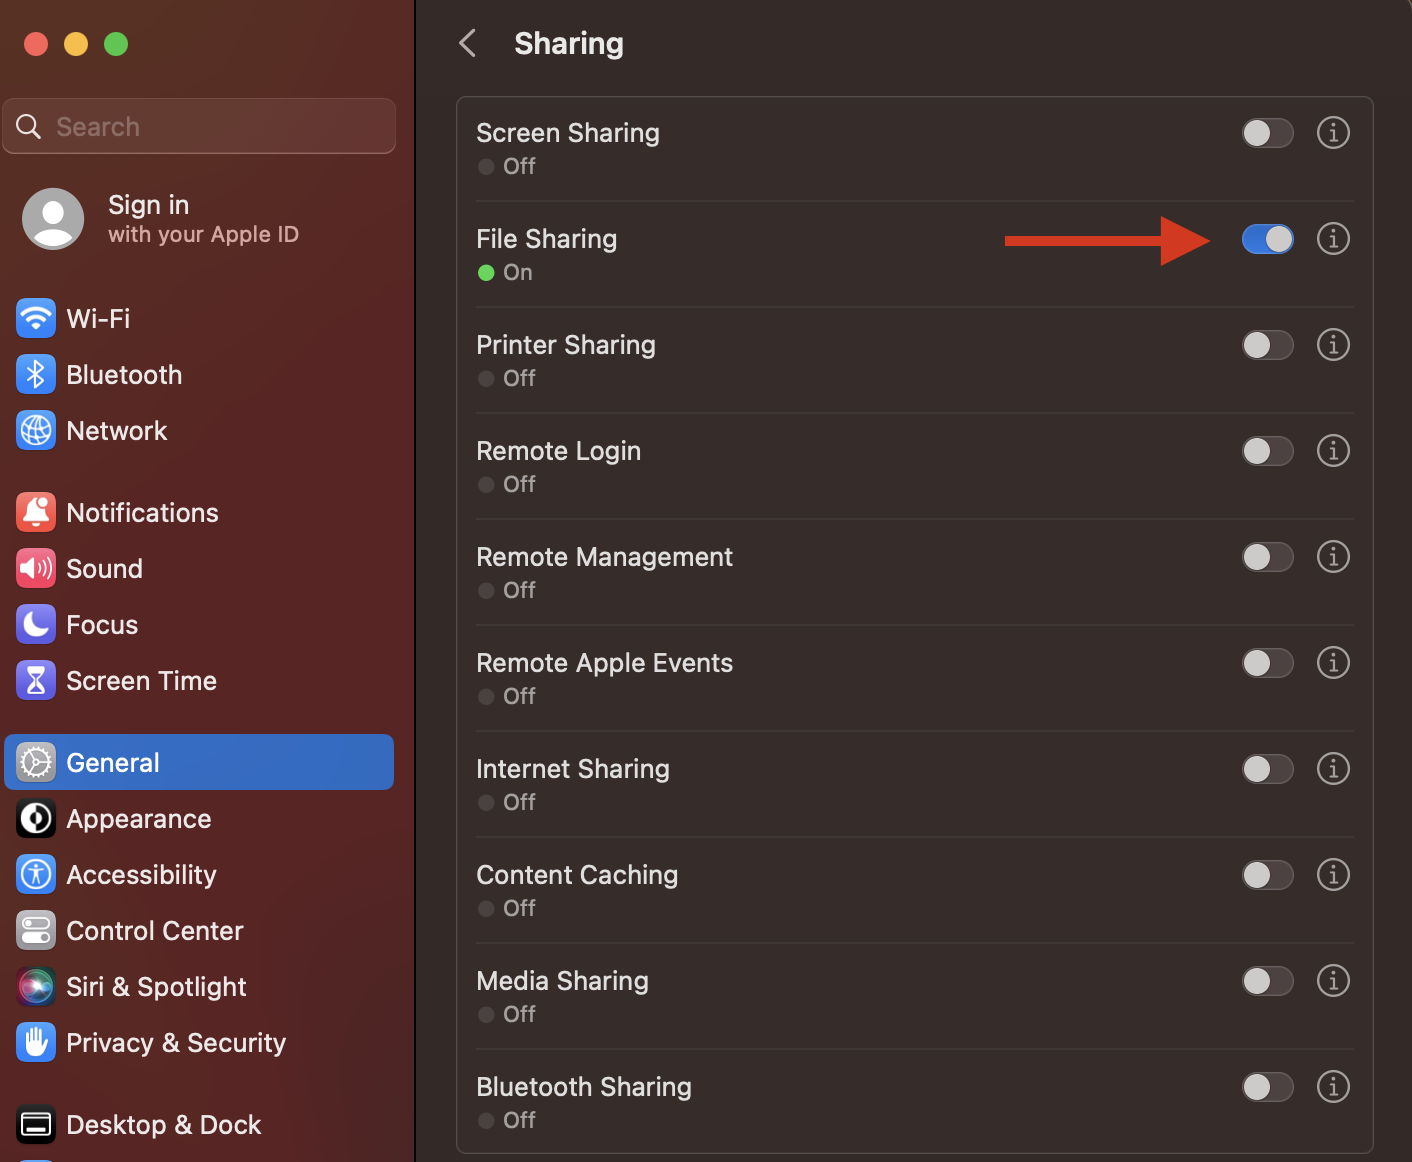 Search
Sign in
with your Apple ID
Wi-Fi
Bluetooth
Network
Notifications
Sound
Focus
Screen Time
General
Appearance
Accessibility
Control Center
Siri & Spotlight
Privacy & Security
Desktop & Dock
Sharing
Screen Sharing
Off
File Sharing
On
Printer Sharing
Off
Remote Login
Off
Remote Management
Off
Remote Apple Events
Off
Internet Sharing
Off
Content Caching
Off
Media Sharing
Off
Bluetooth Sharing
Off